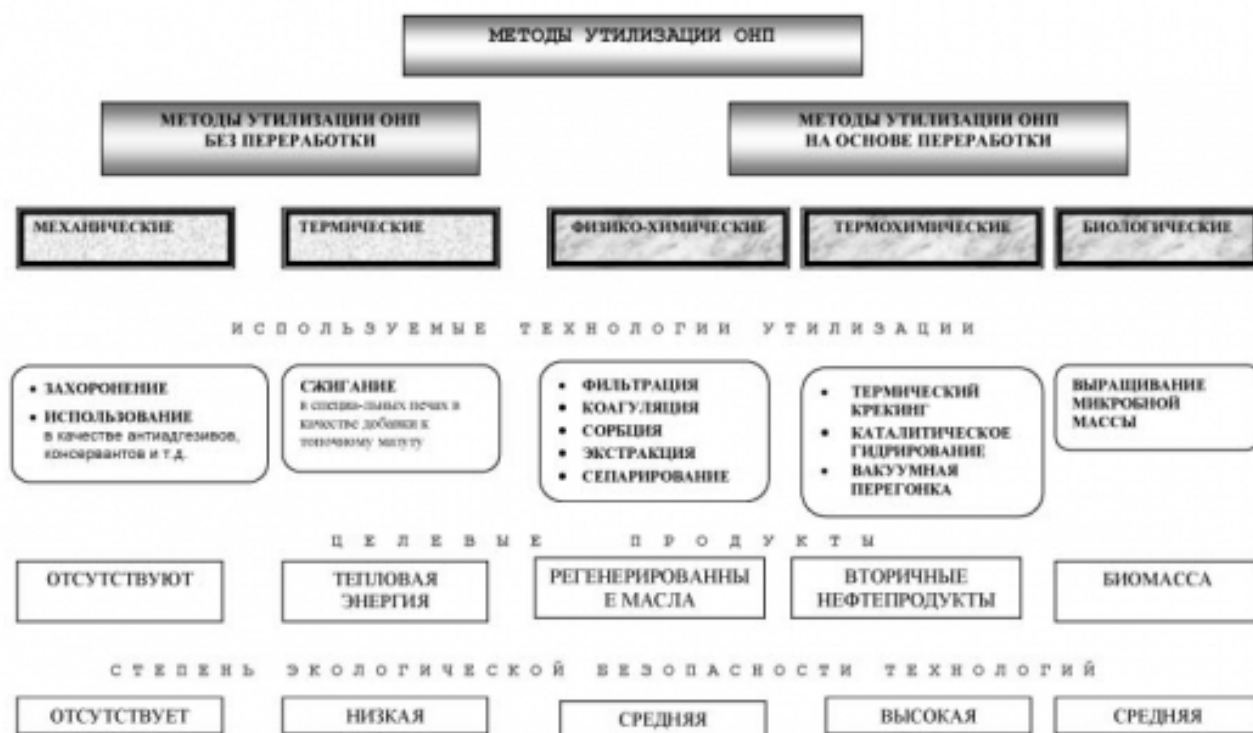 МЕТОДЫ УТИЛИЗАЦИИ ОНП
МЕТОДЫ УТИЛИЗАЦИИ ОНП
БЕЗ ПЕРЕРАБОТКИ
МЕТОДЫ УТИЛИЗАЦИИ ОНП
НА ОСНОВЕ ПЕРЕРАБОТКИ
МЕХАНИЧЕСКИЕ
ТЕРМИЧЕСКИЕ
ФИЗИКО-ХИМИЧЕСКИЕ
ТЕРМОХИМИЧЕСКИЕ
БИОЛОГИЧЕСКИЕ
ИСПОЛЬЗУЕМЫЕ ТЕХНОЛОГИИ УТИЛИЗАЦИИ
• ЗАХОРОНЕНИЕ
• ИСПОЛЬЗОВАНИЕ
в качестве антиадгезивов,
консервантов и т.д.
СЖИГАНИЕ
в специа-льных печах в
качестве добавки к
топочному мазуту
• ФИЛЬТРАЦИЯ
• КОАГУЛЯЦИЯ
• СОРБЦИЯ
• ЭКСТРАКЦИЯ
• СЕПАРИРОВАНИЕ
• ТЕРМИЧЕСКИЙ
КРЕКИНГ
• КАТАЛИТИЧЕСКОЕ
ГИДРИРОВАНИЕ
• ВАКУУМНАЯ
ПЕРЕГОНКА
ВЫРАЩИВАНИЕ
МИКРОБНОЙ
МАССЫ
ЦЕЛЕВЫЕ ПРОДУКТЫ
ОТСУТСТВУЮТ
ТЕПЛОВАЯ
ЭНЕРГИЯ
РЕГЕНЕРИРОВАННЫ
Е МАСЛА
ВТОРИЧНЫЕ
НЕФТЕПРОДУКТЫ
БИОМАССА
СТЕПЕНЬ ЭКОЛОГИЧЕСКОЙ БЕЗОПАСНОСТИ ТЕХНОЛОГИЙ
ОТСУТСТВУЕТ
НИЗКАЯ
СРЕДНЯЯ
ВЫСОКАЯ
СРЕДНЯЯ